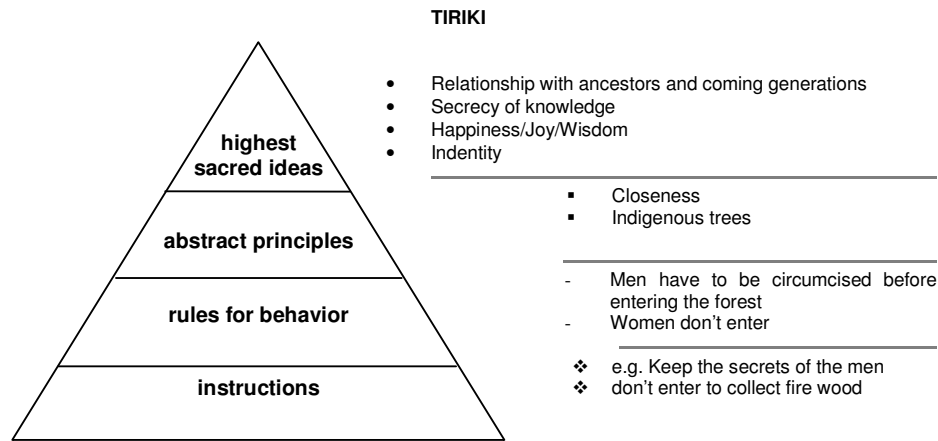 TIRIKI
• Relationship with ancestors and coming generations
• Secrecy of knowledge
• Happiness/Joy/Wisdom
• Indentity
highest
sacred ideas
▪ Closeness
▪ Indigenous trees
abstract principles
- Men have to be circumcised before
entering the forest
- Women don't enter
rules for behavior
❖ e.g. Keep the secrets of the men
❖ don't enter to collect fire wood
instructions